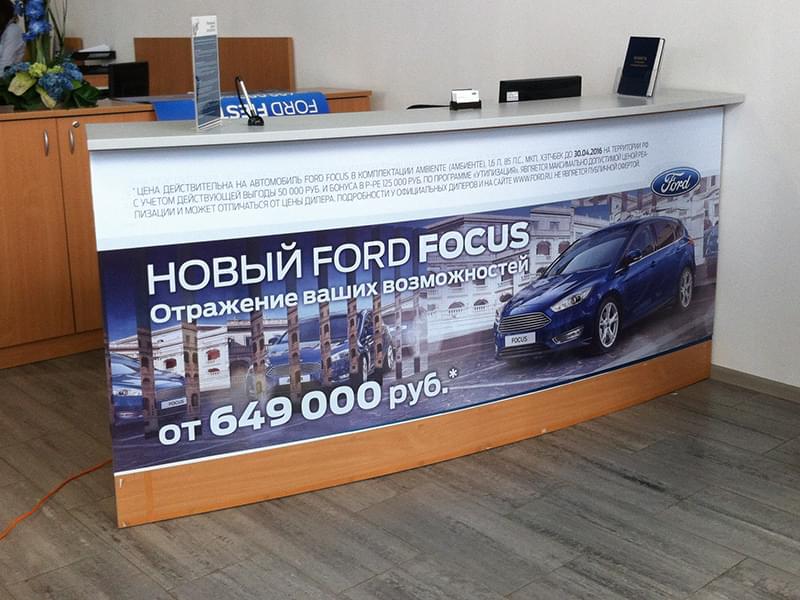 FORD FIES
* ЦЕНА ДЕЙСТВИТЕЛЬНА НА АВТОМОБИЛЬ FORD FOCUS В КОМПЛЕКТАЦИИ AMBIENTE (АМБИЕНТЕ), 1,6 Л, 85 Л.С., МКП, ХЭТЧБЕК ДО 30.04.2016 НА ТЕРРИТОРИИ РФ
С УЧЕТОМ ДЕЙСТВУЮЩЕЙ ВЫГОДЫ 50 000 РУБ. И БОНУСА В Р-РЕ 125 000 РУБ. ПО ПРОГРАММЕ «УТИЛИЗАЦИЯ». ЯВЛЯЕТСЯ МАКСИМАЛЬНО ДОПУСТИМОЙ ЦЕНОЙ РЕА-
ЛИЗАЦИИ И МОЖЕТ ОТЛИЧАТЬСЯ ОТ ЦЕНЫ ДИЛЕРА. ПОДРОБНОСТИ У ОФИЦИАЛЬНЫХ ДИЛЕРОВ И НА САЙТЕ WWW.FORD.RU. НЕ ЯВЛЯЕТСЯ ПУБЛИЧНОЙ ОФЕРТОЙ.
Ford
НОВЫЙ FORD FOCUS
Отражение ваших возможностей
FOCUS
FOCUS
от 649 000 руб.*